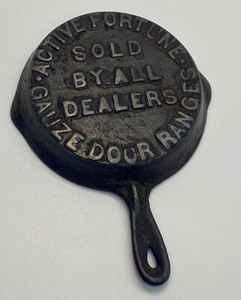 ACTIVE FORTUNE
SOLD
BY ALL
DEALERS
GAUZE DOOR RANGES